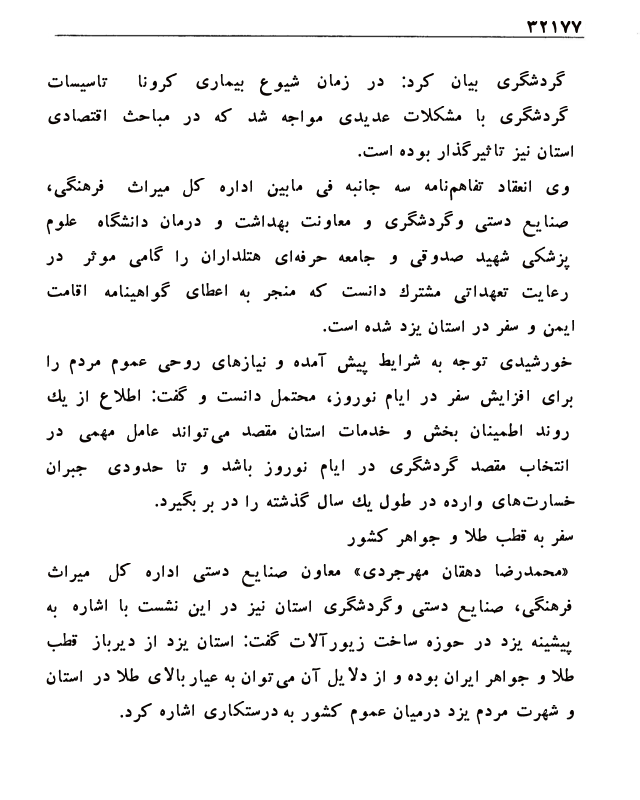 ۳۲۱۷۷
گردشگری بیان کرد: در زمان شیوع بیماری کرونا تاسیسات
گردشگری با مشکلات عدیدی مواجه شد که در مباحث اقتصادی
استان نیز تاثیرگذار بوده است.
وی انعقاد تفاهم‌نامه سه جانبه فی مابین اداره کل میراث فرهنگی،
صنایع دستی وگردشگری و معاونت بهداشت و درمان دانشگاه علوم
پزشکی شهید صدوقی و جامعه حرفه‌ای هتلداران را گامی موثر در
رعایت تعهداتی مشترك دانست که منجر به اعطای گواهینامه اقامت
ایمن و سفر در استان یزد شده است.
خورشیدی توجه به شرایط پیش آمده و نیازهای روحی عموم مردم را
برای افزایش سفر در ایام نوروز، محتمل دانست و گفت: اطلاع از یك
روند اطمینان بخش و خدمات استان مقصد می‌تواند عامل مهمی در
انتخاب مقصد گردشگری در ایام نوروز باشد و تا حدودی جبران
خسارت‌های وارده در طول یك سال گذشته را در بر بگیرد.
سفر به قطب طلا و جواهر کشور
«محمدرضا دهقان مهرجردی» معاون صنایع دستی اداره کل میراث
فرهنگی، صنایع دستی وگردشگری استان نیز در این نشست با اشاره به
پیشینه یزد در حوزه ساخت زیورآلات گفت: استان یزد از دیرباز قطب
طلا و جواهر ایران بوده و از دلایل آن می‌توان به عیار بالای طلا در استان
و شهرت مردم یزد درمیان عموم کشور به درستکاری اشاره کرد.